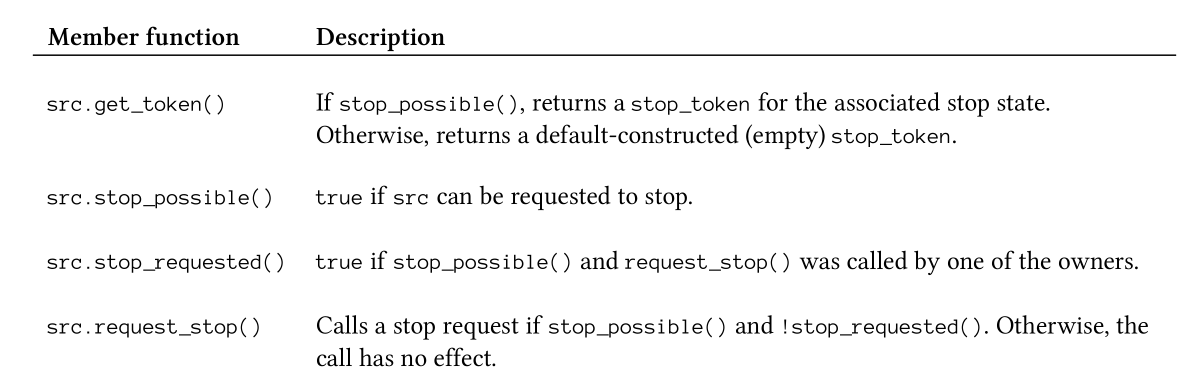 Member function Description
src.get_token() If stop_possible(), returns a stop_token for the associated stop state.
Otherwise, returns a default-constructed (empty) stop_token.
src.stop_possible() true if src can be requested to stop.
src.stop_requested() true if stop_possible() and request_stop() was called by one of the owners.
src.request_stop() Calls a stop request if stop_possible() and !stop_requested(). Otherwise, the
call has no effect.